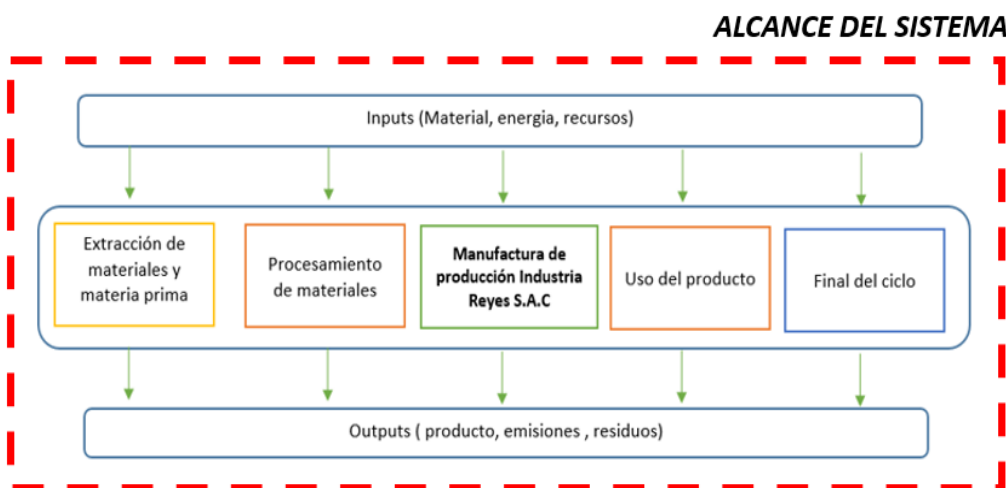 ALCANCE DEL SISTEMA
Inputs (Material, energia, recursos)
Extracción de
materiales y
materia prima
Procesamiento
de materiales
Manufactura de
producción Industria
Reyes S.A.C
Uso del producto
Final del ciclo
Outputs ( producto, emisiones , residuos)